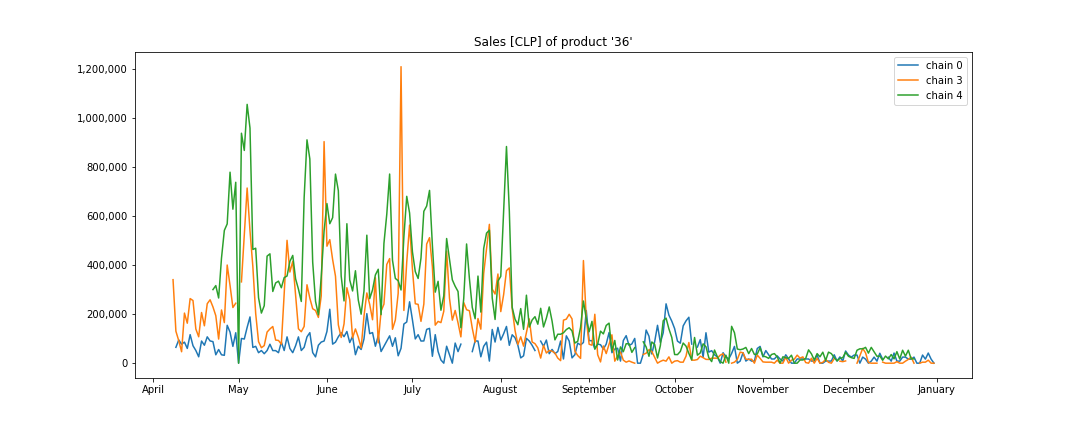 Sales [CLP] of product '36'
chain 0
chain 3
chain 4
1,200,000
1,000,000
800,000
600,000
400,000
200,000
0
April May June July August September October November December January